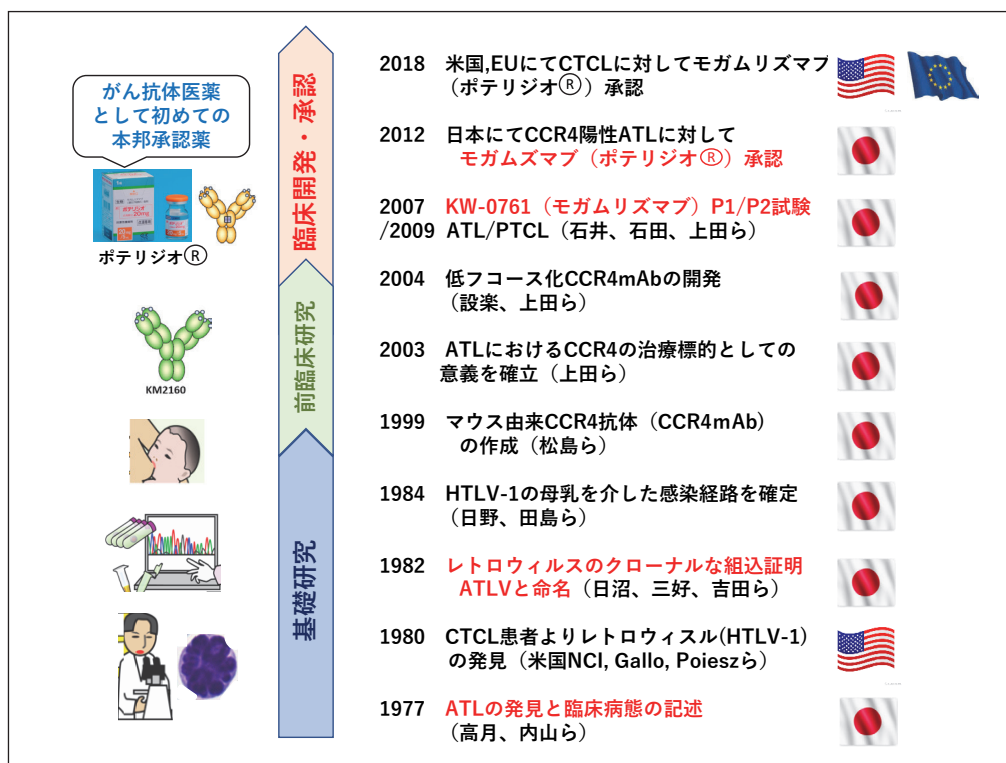 がん抗体医薬
として初めての
本邦承認薬
ポテリジオⓇ
KM2160
臨床開発・承認
前臨床研究
基礎研究
2018 米国,EUにてCTCLに対してモガムリズマブ
（ポテリジオⓇ）承認
2012 日本にてCCR4陽性ATLに対して
モガムズマブ（ポテリジオⓇ）承認
2007 KW-0761（モガムリズマブ）P1/P2試験
/2009 ATL/PTCL（石井、石田、上田ら）
2004 低フコース化CCR4mAbの開発
（設楽、上田ら）
2003 ATLにおけるCCR4の治療標的としての
意義を確立（上田ら）
1999 マウス由来CCR4抗体（CCR4mAb）
の作成（松島ら）
1984 HTLV-1の母乳を介した感染経路を確定
（日野、田島ら）
1982 レトロウィルスのクローナルな組込証明
ATLVと命名（日沼、三好、吉田ら）
1980 CTCL患者よりレトロウィスル(HTLV-1)
の発見（米国NCI, Gallo, Poieszら）
1977 ATLの発見と臨床病態の記述
（高月、内山ら）